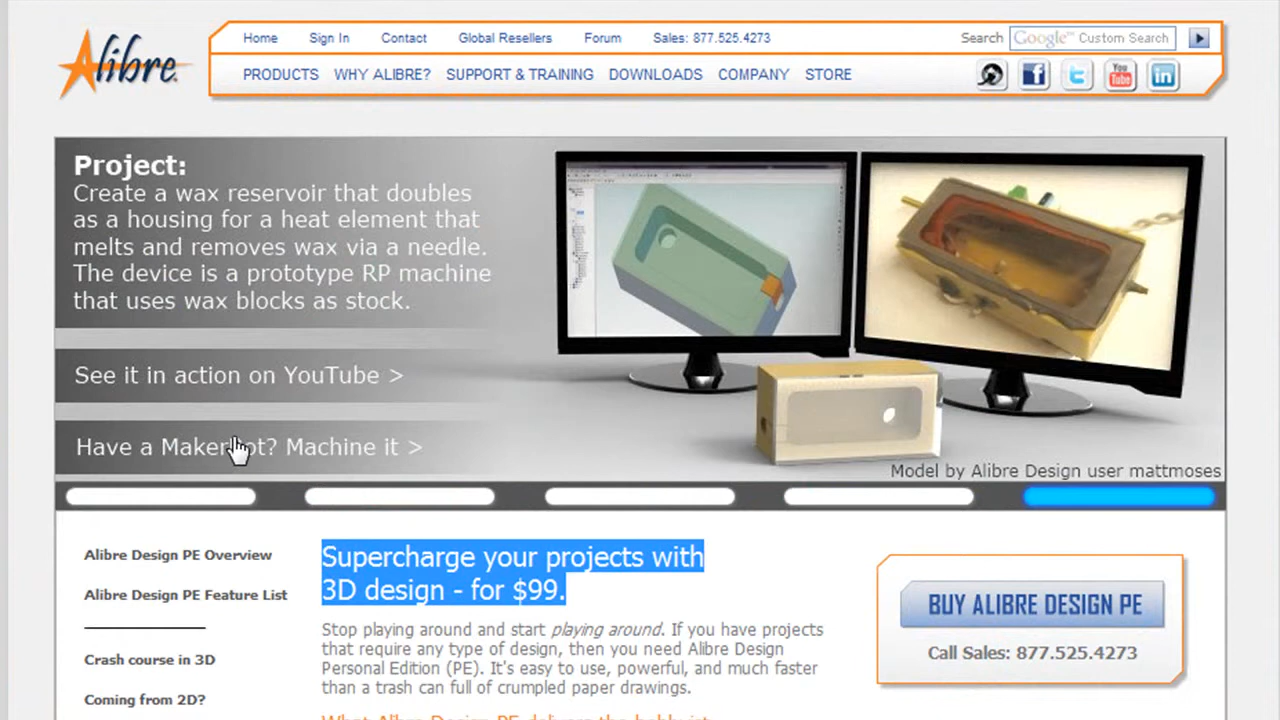 Alibre
Home Sign In Contact Global Resellers Forum Sales: 877.525.4273
Search Google™ Custom Search
PRODUCTS WHY ALIBRE? SUPPORT & TRAINING DOWNLOADS COMPANY STORE
You Tube
in
Project:
Create a wax reservoir that doubles
as a housing for a heat element that
melts and removes wax via a needle.
The device is a prototype RP machine
that uses wax blocks as stock.
See it in action on YouTube >
Have a Makerbot? Machine it >
Model by Alibre Design user mattmoses
Alibre Design PE Overview
Alibre Design PE Feature List
Crash course in 3D
Coming from 2D?
Supercharge your projects with
3D design - for $99.
Stop playing around and start playing around. If you have projects
that require any type of design, then you need Alibre Design
Personal Edition (PE). It's easy to use, powerful, and much faster
than a trash can full of crumpled paper drawings.
BUY ALIBRE DESIGN PE
Call Sales: 877.525.4273